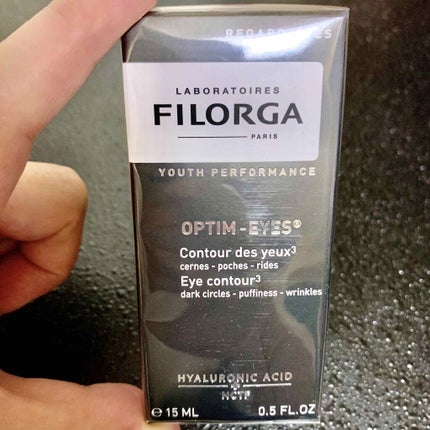 LABORATOIRES
FILORGA
PARIS
YOUTH PERFORMANCE
OPTIM-EYES®
Contour des yeux³
cernes - poches - rides
Eye contour³
dark circles - puffiness - wrinkles
HYALURONIC ACID
+
NCTF
℮ 15 ML 0.5 FL.OZ